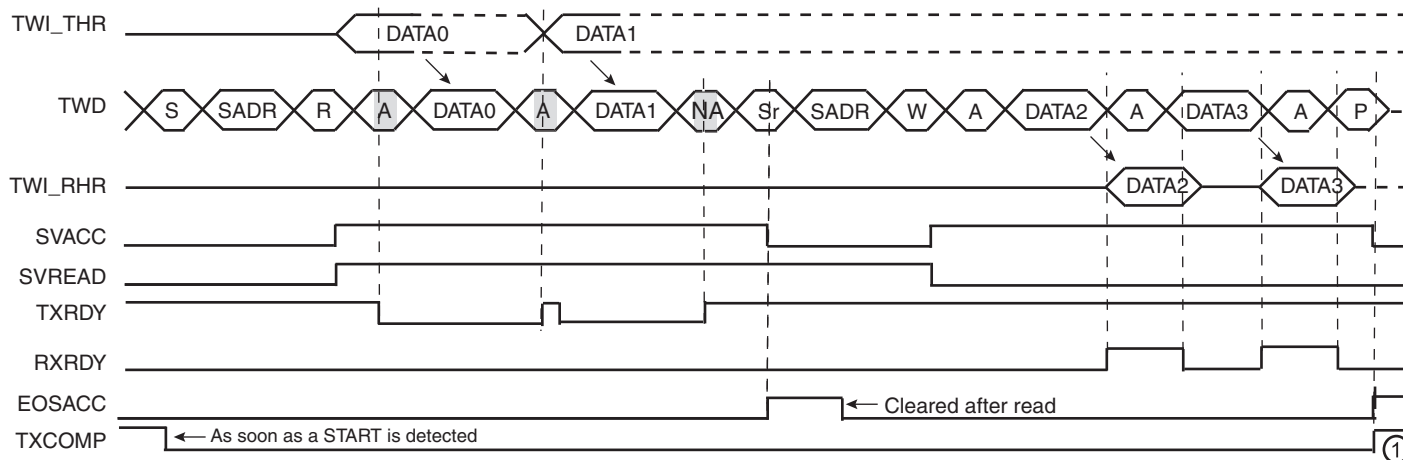 TWI_THR DATA0 DATA1
TWD S SADR R A DATA0 A DATA1 NA Sr SADR W A DATA2 A DATA3 A P
TWI_RHR DATA2 DATA3
SVACC
SVREAD
TXRDY
RXRDY
EOSACC Cleared after read
TXCOMP As soon as a START is detected 1